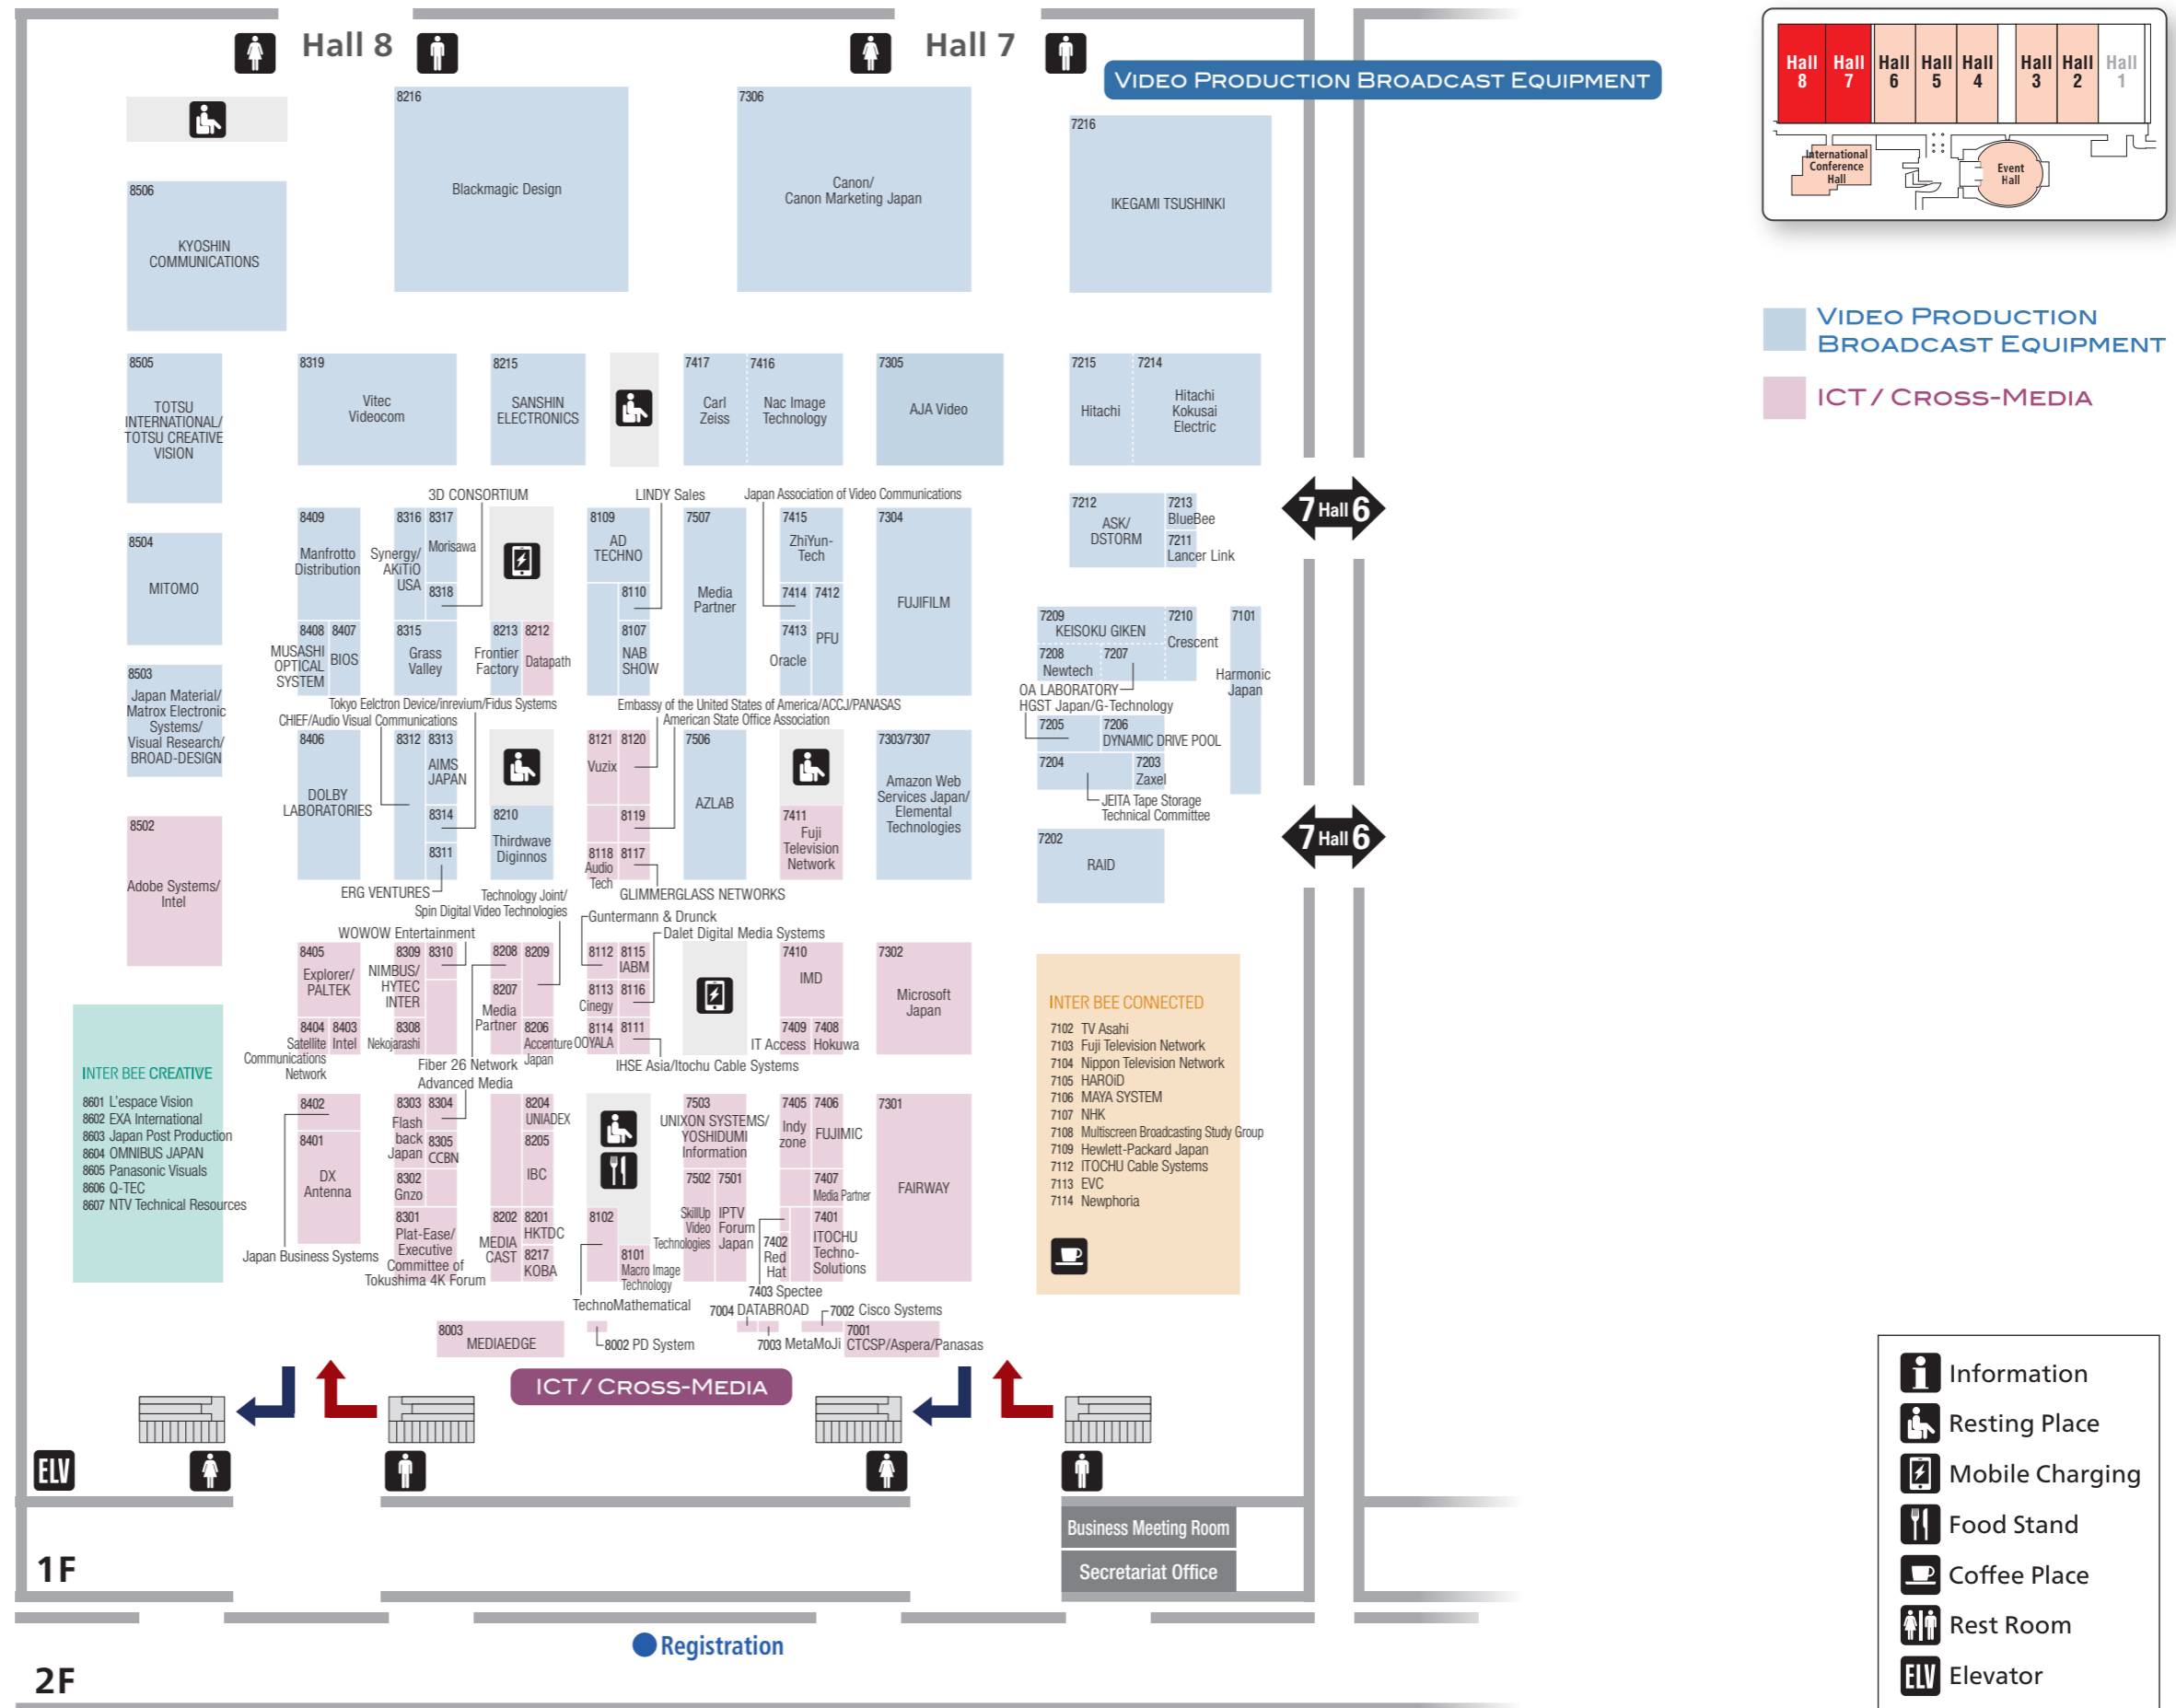 Hall 8
Hall 7
VIDEO PRODUCTION BROADCAST EQUIPMENT
Hall 8
Hall 7
Hall 6
Hall 5
Hall 4
Hall 3
Hall 2
Hall 1
International Conference Hall
Event Hall
VIDEO PRODUCTION
BROADCAST EQUIPMENT
ICT / CROSS-MEDIA
8216
Blackmagic Design
7306
Canon/
Canon Marketing Japan
7216
IKEGAMI TSUSHINKI
8506
KYOSHIN
COMMUNICATIONS
8505
TOTSU
INTERNATIONAL/
TOTSU CREATIVE
VISION
8319
Vitec
Videocom
8215
SANSHIN
ELECTRONICS
7417
Carl
Zeiss
7416
Nac Image
Technology
7305
AJA Video
7215
Hitachi
7214
Hitachi
Kokusai
Electric
3D CONSORTIUM
LINDY Sales
Japan Association of Video Communications
8504
MITOMO
8409
Manfrotto
Distribution
8316
Synergy/
AKiTiO
USA
8317
Morisawa
8318
8109
AD
TECHNO
8110
7507
Media
Partner
7415
ZhiYun-
Tech
7414
7412
PFU
7413
Oracle
7304
FUJIFILM
7212
ASK/
DSTORM
7213
BlueBee
7211
Lancer Link
7 Hall 6
8408
MUSASHI
OPTICAL
SYSTEM
8407
BIOS
8315
Grass
Valley
8213
Frontier
Factory
8212
Datapath
8107
NAB
SHOW
7209
KEISOKU GIKEN
7210
Crescent
7208
Newtech
7207
OA LABORATORY
HGST Japan/G-Technology
7101
Harmonic
Japan
8503
Japan Material/
Matrox Electronic
Systems/
Visual Research/
BROAD-DESIGN
Tokyo Eelctron Device/inrevium/Fidus Systems
CHIEF/Audio Visual Communications
Embassy of the United States of America/ACCJ/PANASAS
American State Office Association
8406
DOLBY
LABORATORIES
8312
8313
AIMS
JAPAN
8314
8311
ERG VENTURES
8210
Thirdwave
Diginnos
8121
Vuzix
8120
8119
8118
Audio
Tech
8117
GLIMMERGLASS NETWORKS
7506
AZLAB
7411
Fuji
Television
Network
7303/7307
Amazon Web
Services Japan/
Elemental
Technologies
7205
7206
DYNAMIC DRIVE POOL
7204
7203
Zaxel
JEITA Tape Storage
Technical Committee
7202
RAID
7 Hall 6
8502
Adobe Systems/
Intel
Technology Joint/
Spin Digital Video Technologies
WOWOW Entertainment
Guntermann & Drunck
Dalet Digital Media Systems
8405
Explorer/
PALTEK
8309
NIMBUS/
HYTEC
INTER
8310
8208
8209
8207
Media
Partner
8206
Accenture
Japan
8112
8115
IABM
8113
Cinegy
8116
8114
OOYALA
8111
IHSE Asia/Itochu Cable Systems
7410
IMD
7409
IT Access
7408
Hokuwa
7302
Microsoft
Japan
8404
Satellite
Communications
Network
8403
Intel
8308
Nekojarashi
Fiber 26 Network
Advanced Media
INTER BEE CREATIVE
8601 L'espace Vision
8602 EXA International
8603 Japan Post Production
8604 OMNIBUS JAPAN
8605 Panasonic Visuals
8606 Q-TEC
8607 NTV Technical Resources
INTER BEE CONNECTED
7102 TV Asahi
7103 Fuji Television Network
7104 Nippon Television Network
7105 HAROiD
7106 MAYA SYSTEM
7107 NHK
7108 Multiscreen Broadcasting Study Group
7109 Hewlett-Packard Japan
7112 ITOCHU Cable Systems
7113 EVC
7114 Newphoria
8402
8401
DX
Antenna
Japan Business Systems
8303
Flash
back
Japan
8304
8305
CCBN
8302
Gnzo
8301
Plat-Ease/
Executive
Committee of
Tokushima 4K Forum
8204
UNIADEX
8205
IBC
8202
MEDIA
CAST
8201
HKTDC
8217
KOBA
8102
TechnoMathematical
8101
Macro Image
Technology
7503
UNIXON SYSTEMS/
YOSHIDUMI
Information
7502
SkillUp
Video
Technologies
7501
IPTV
Forum
Japan
7405
Indy
zone
7406
FUJIMIC
7407
Media Partner
7402
Red
Hat
7401
ITOCHU
Techno-
Solutions
7403 Spectee
7301
FAIRWAY
8003
MEDIAEDGE
8002 PD System
7004 DATABROAD
7003 MetaMoJi
7002 Cisco Systems
7001
CTCSP/Aspera/Panasas
ICT / CROSS-MEDIA
ELV
1F
Business Meeting Room
Secretariat Office
Registration
2F
Information
Resting Place
Mobile Charging
Food Stand
Coffee Place
Rest Room
ELV Elevator